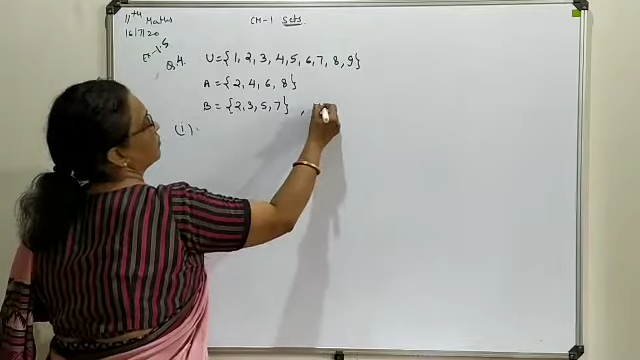 11th Maths CH-1 Sets.
16/7/20
Ex-1.5
Qs4. U={1,2,3,4,5,6,7,8,9}
A={2,4,6,8}
B={2,3,5,7} ,
(i).